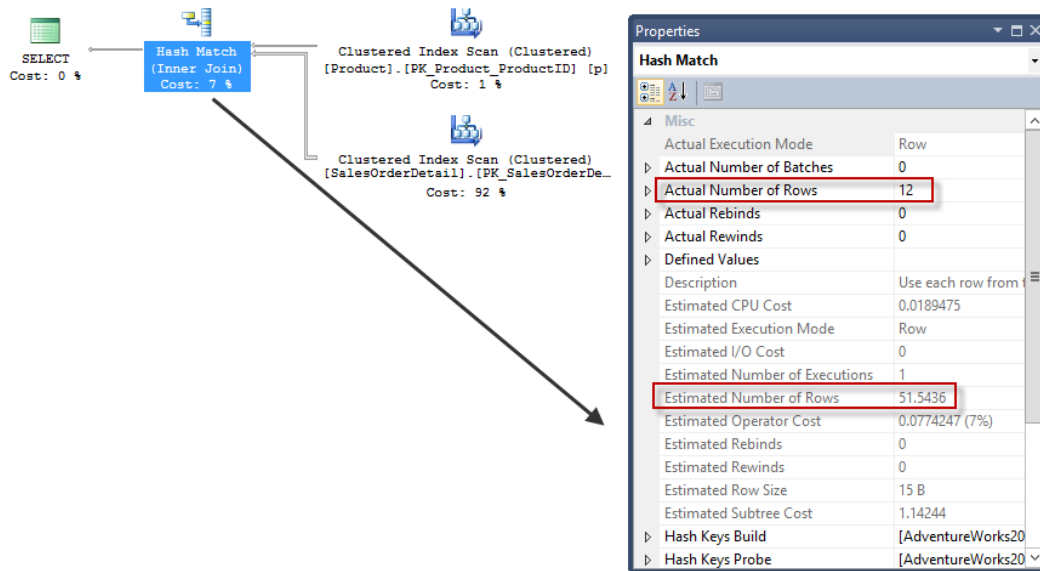 SELECT
Cost: 0 %
Hash Match
(Inner Join)
Cost: 7 %
Clustered Index Scan (Clustered)
[Product].[PK_Product_ProductID] [p]
Cost: 1 %
Clustered Index Scan (Clustered)
[SalesOrderDetail].[PK_SalesOrderDe…
Cost: 92 %
Properties
Hash Match
Misc
Actual Execution Mode Row
Actual Number of Batches 0
Actual Number of Rows 12
Actual Rebinds 0
Actual Rewinds 0
Defined Values
Description Use each row from t
Estimated CPU Cost 0.0189475
Estimated Execution Mode Row
Estimated I/O Cost 0
Estimated Number of Executions 1
Estimated Number of Rows 51.5436
Estimated Operator Cost 0.0774247 (7%)
Estimated Rebinds 0
Estimated Rewinds 0
Estimated Row Size 15 B
Estimated Subtree Cost 1.14244
Hash Keys Build [AdventureWorks20
Hash Keys Probe [AdventureWorks20